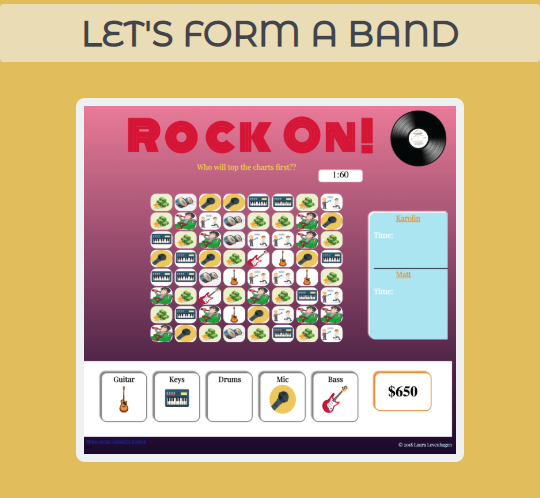 LET'S FORM A BAND
ROCK ON!
Who will top the charts first??
1:60
Karolin
Time:
Matt
Time:
Guitar Keys Drums Mic Bass
$650
© 2018 Laura Lewenhagen